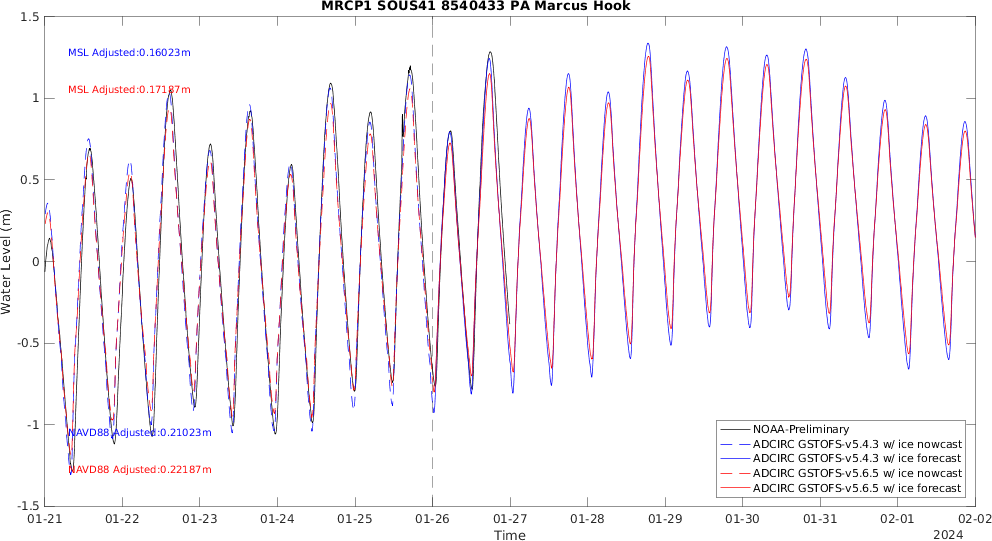 MRCP1 SOUS41 8540433 PA Marcus Hook
1.5
1
0.5
0
-0.5
-1
-1.5
Water Level (m)
MSL Adjusted:0.16023m
MSL Adjusted:0.17187m
NAVD88 Adjusted:0.21023m
NAVD88 Adjusted:0.22187m
NOAA-Preliminary
ADCIRC GSTOFS-v5.4.3 w/ ice nowcast
ADCIRC GSTOFS-v5.4.3 w/ ice forecast
ADCIRC GSTOFS-v5.6.5 w/ ice nowcast
ADCIRC GSTOFS-v5.6.5 w/ ice forecast
01-21 01-22 01-23 01-24 01-25 01-26 01-27 01-28 01-29 01-30 01-31 02-01 02-02
Time
2024